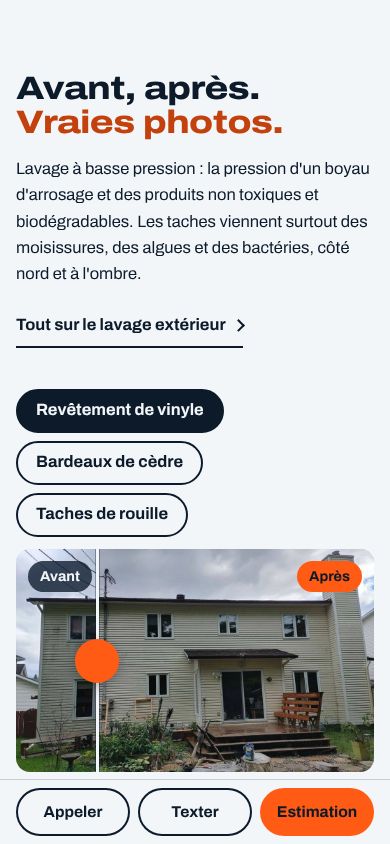 Avant, après.
Vraies photos.
Lavage à basse pression : la pression d'un boyau
d'arrosage et des produits non toxiques et
biodégradables. Les taches viennent surtout des
moisissures, des algues et des bactéries, côté
nord et à l'ombre.
Tout sur le lavage extérieur
Revêtement de vinyle
Bardeaux de cèdre
Taches de rouille
Avant
Après
Appeler
Texter
Estimation